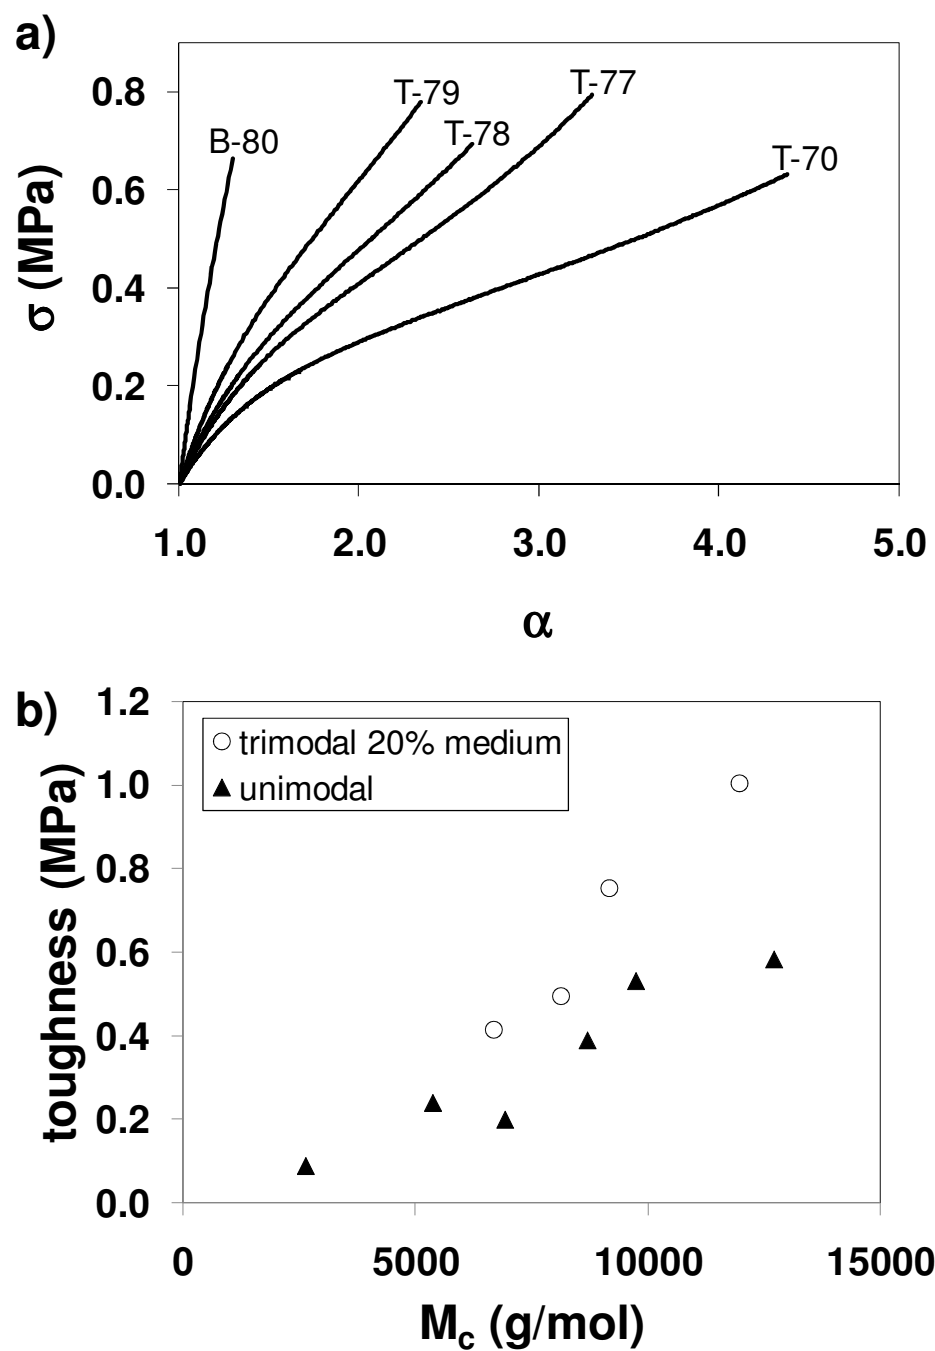 a)
σ (MPa)
0.8
0.6
0.4
0.2
0.0
B-80
T-79
T-78
T-77
T-70
1.0 2.0 3.0 4.0 5.0
α
b)
toughness (MPa)
1.2
1.0
0.8
0.6
0.4
0.2
0.0
trimodal 20% medium
unimodal
0 5000 10000 15000
Mc (g/mol)